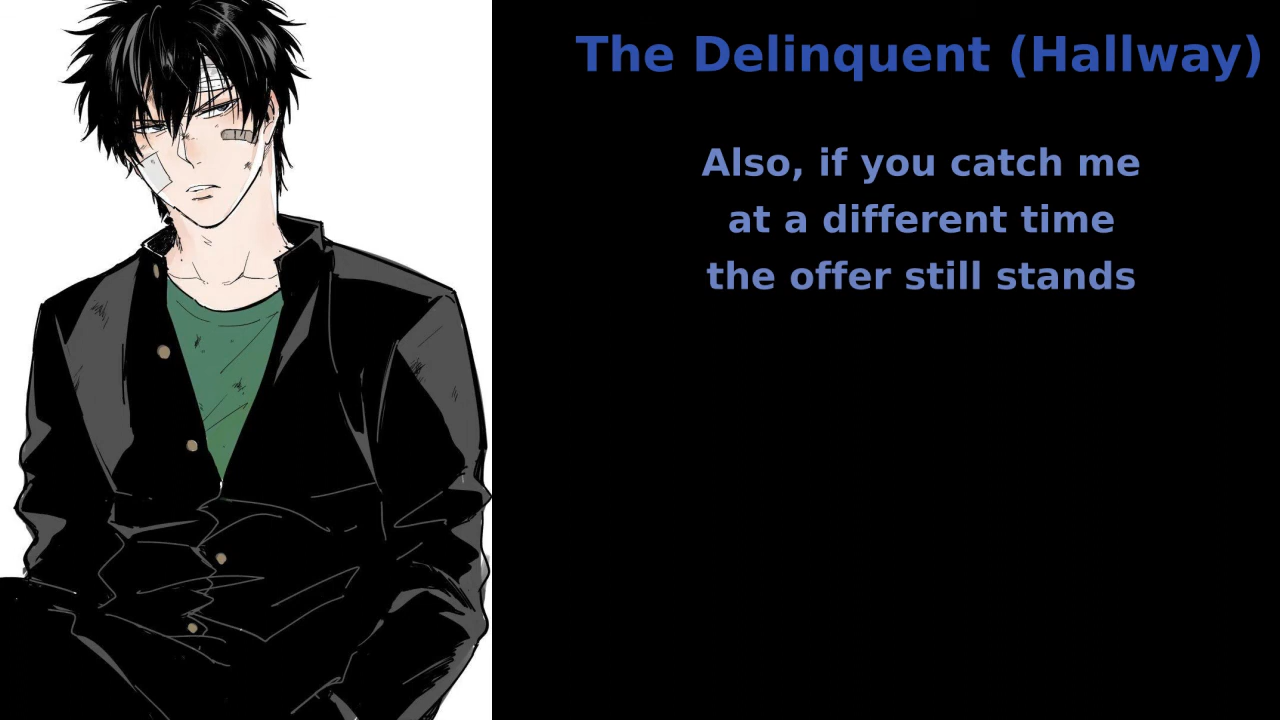 The Delinquent (Hallway)
Also, if you catch me
at a different time
the offer still stands